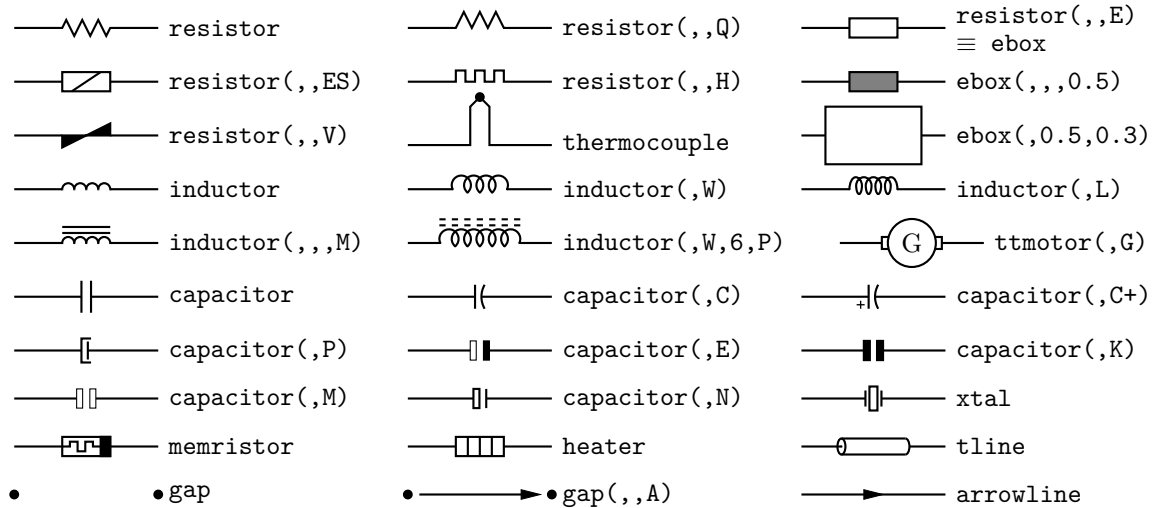 resistor
resistor(,,Q)
resistor(,,E)
≡ ebox
resistor(,,ES)
resistor(,,H)
ebox(,,,0.5)
resistor(,,V)
thermocouple
ebox(,0.5,0.3)
inductor
inductor(,W)
inductor(,L)
inductor(,,,M)
inductor(,W,6,P)
G
ttmotor(,G)
capacitor
capacitor(,C)
+
capacitor(,C+)
capacitor(,P)
capacitor(,E)
capacitor(,K)
capacitor(,M)
capacitor(,N)
xtal
memristor
heater
tline
gap
gap(,,A)
arrowline